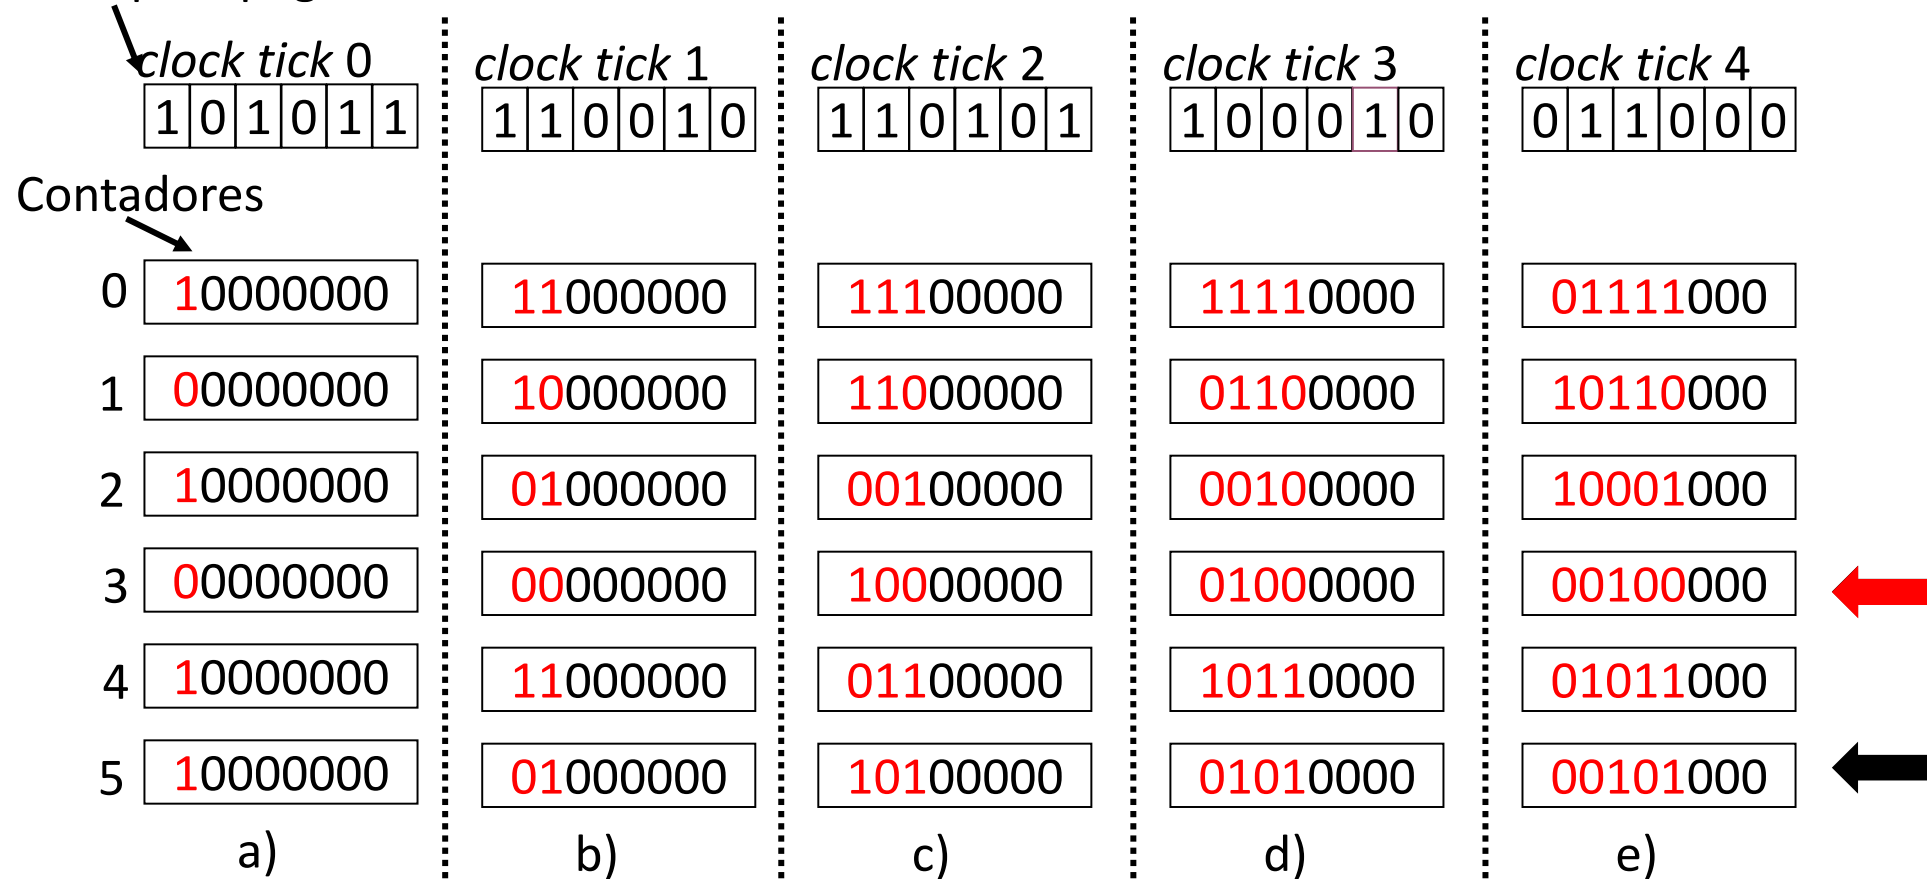 clock tick 0 clock tick 1 clock tick 2 clock tick 3 clock tick 4
1 0 1 0 1 1 1 1 0 0 1 0 1 1 0 1 0 1 1 0 0 0 1 0 0 1 1 0 0 0
Contadores
0 10000000 11000000 11100000 11110000 01111000
1 00000000 10000000 11000000 01100000 10110000
2 10000000 01000000 00100000 00100000 10001000
3 00000000 00000000 10000000 01000000 00100000
4 10000000 11000000 01100000 10110000 01011000
5 10000000 01000000 10100000 01010000 00101000
a) b) c) d) e)